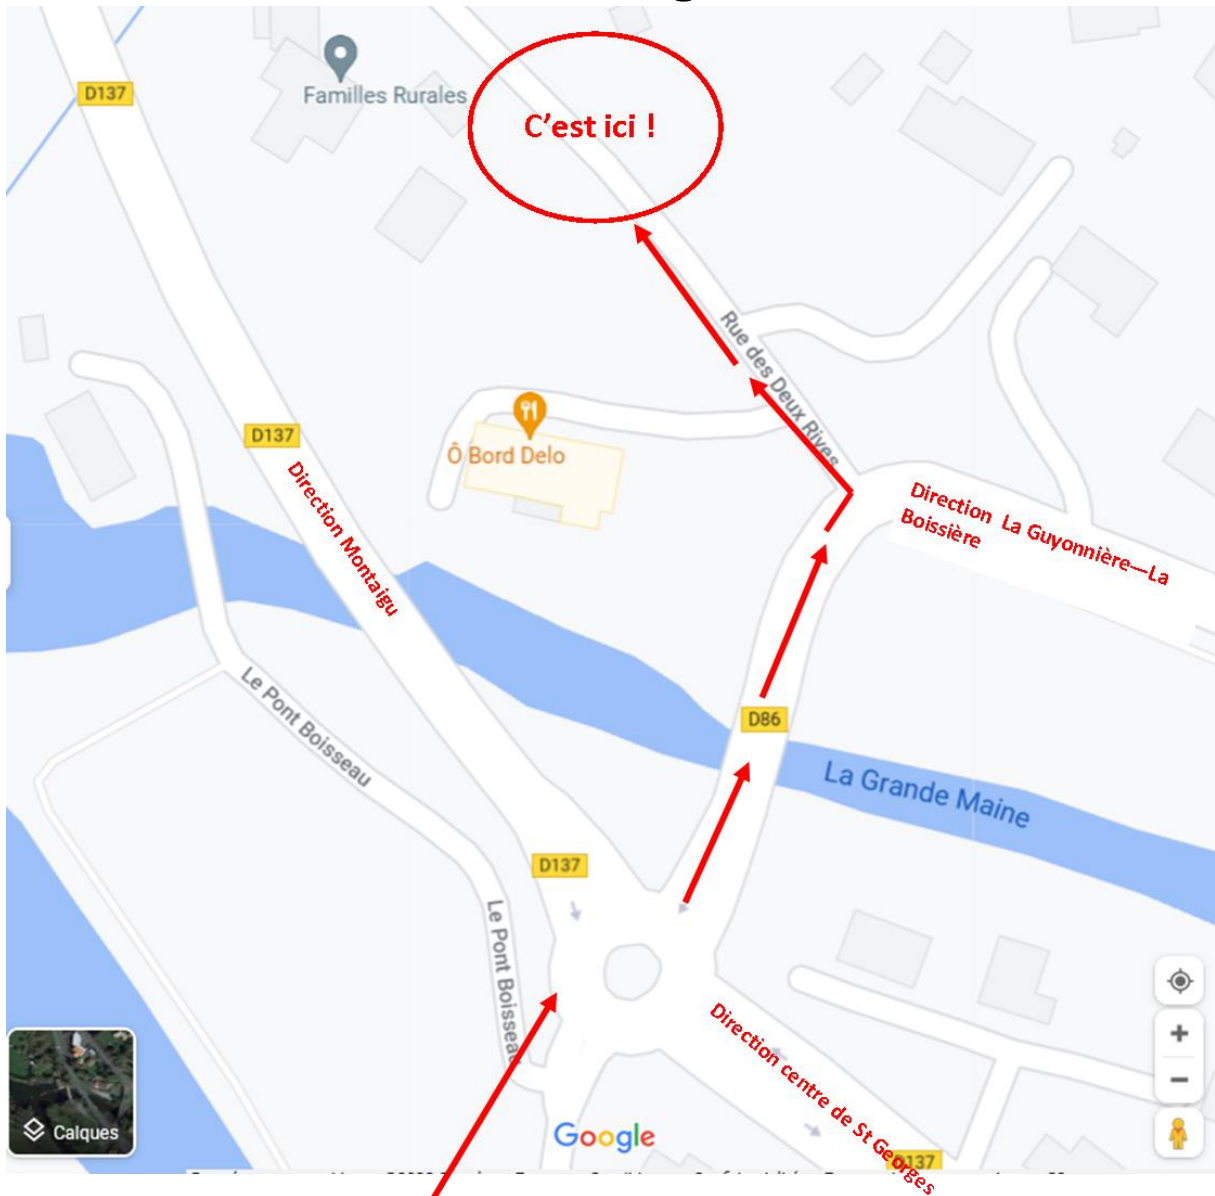 D137
Familles Rurales
C'est ici !
Rue des Deux Rives
D137
Ô Bord Delo
Direction Montaigu
Direction La Guyonnière—La
Boissière
Le Pont Boisseau
D86
La Grande Maine
D137
Le Pont Boisseau
Direction centre de St Georges
Calques
Google
D137